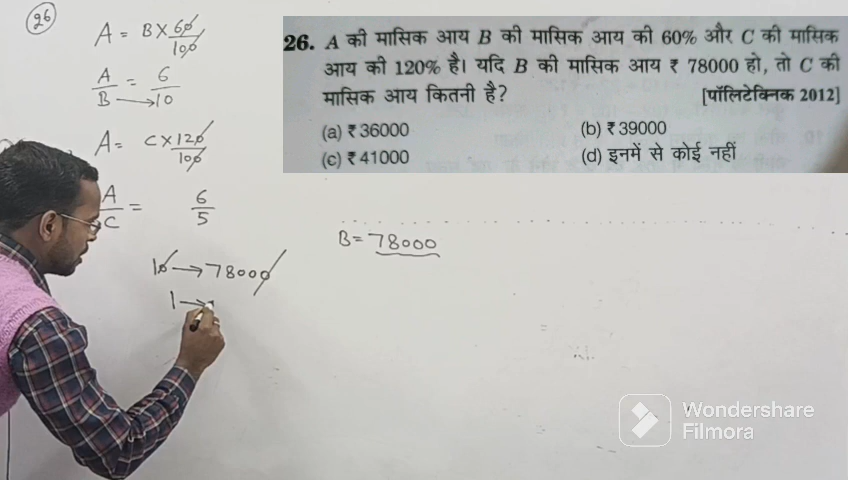 26
A = B × 60/100
A/B = 6/10
A = C × 120/100
A/C = 6/5
10 → 78000
1 →
B = 78000
26. A की मासिक आय B की मासिक आय की 60% और C की मासिक
आय की 120% है। यदि B की मासिक आय ₹ 78000 हो, तो C की
मासिक आय कितनी है? [पॉलिटेक्निक 2012]
(a) ₹ 36000 (b) ₹ 39000
(c) ₹ 41000 (d) इनमें से कोई नहीं
Wondershare
Filmora